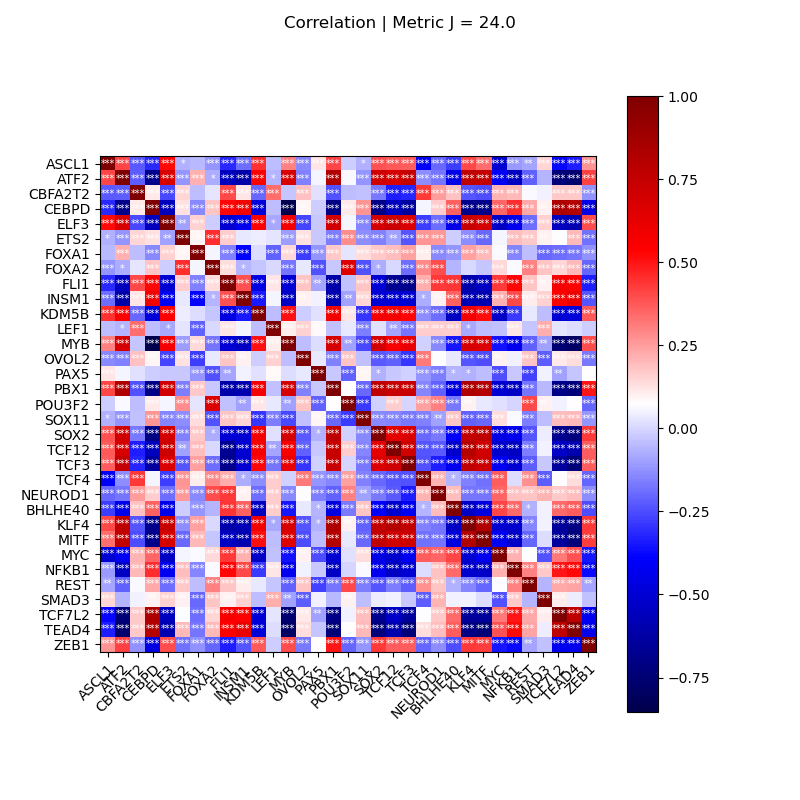 Correlation | Metric J = 24.0
ASCL1
ATF2
CBFA2T2
CEBPD
ELF3
ETS2
FOXA1
FOXA2
FLI1
INSM1
KDM5B
LEF1
MYB
OVOL2
PAX5
PBX1
POU3F2
SOX11
SOX2
TCF12
TCF3
TCF4
NEUROD1
BHLHE40
KLF4
MITF
MYC
NFKB1
REST
SMAD3
TCF7L2
TEAD4
ZEB1
ASCL1
ATF2
CBFA2T2
CEBPD
ELF3
ETS2
FOXA1
FOXA2
FLI1
INSM1
KDM5B
LEF1
MYB
OVOL2
PAX5
PBX1
POU3F2
SOX11
SOX2
TCF12
TCF3
TCF4
NEUROD1
BHLHE40
KLF4
MITF
MYC
NFKB1
REST
SMAD3
TCF7L2
TEAD4
ZEB1
1.00
0.75
0.50
0.25
0.00
−0.25
−0.50
−0.75